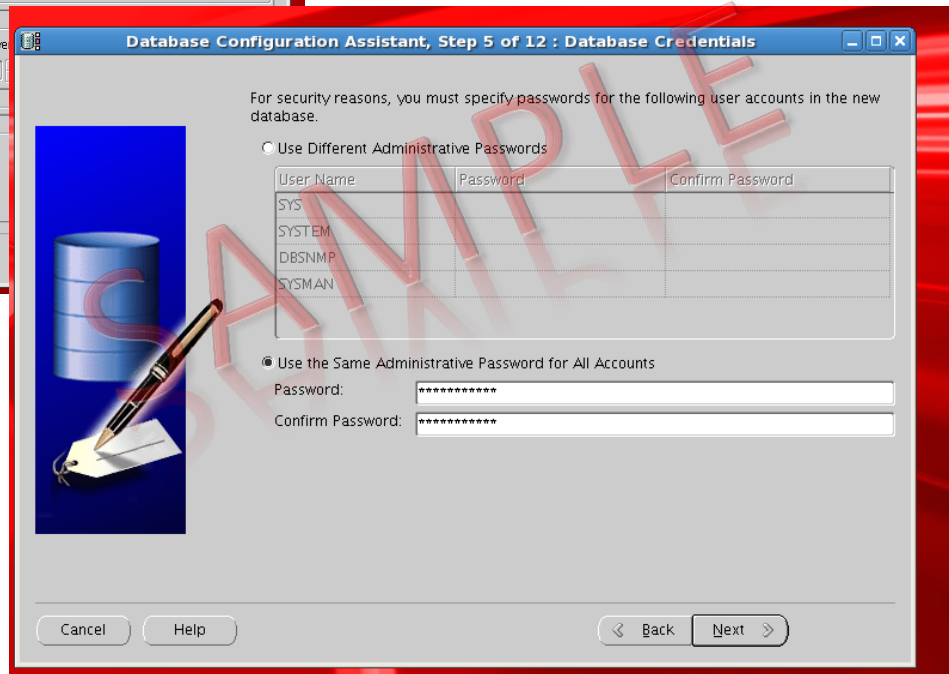 Database Configuration Assistant, Step 5 of 12 : Database Credentials
For security reasons, you must specify passwords for the following user accounts in the new
database.
Use Different Administrative Passwords
User Name Password Confirm Password
SYS
SYSTEM
DBSNMP
SYSMAN
Use the Same Administrative Password for All Accounts
Password: ***********
Confirm Password: ***********
Cancel Help Back Next
SAMPLE